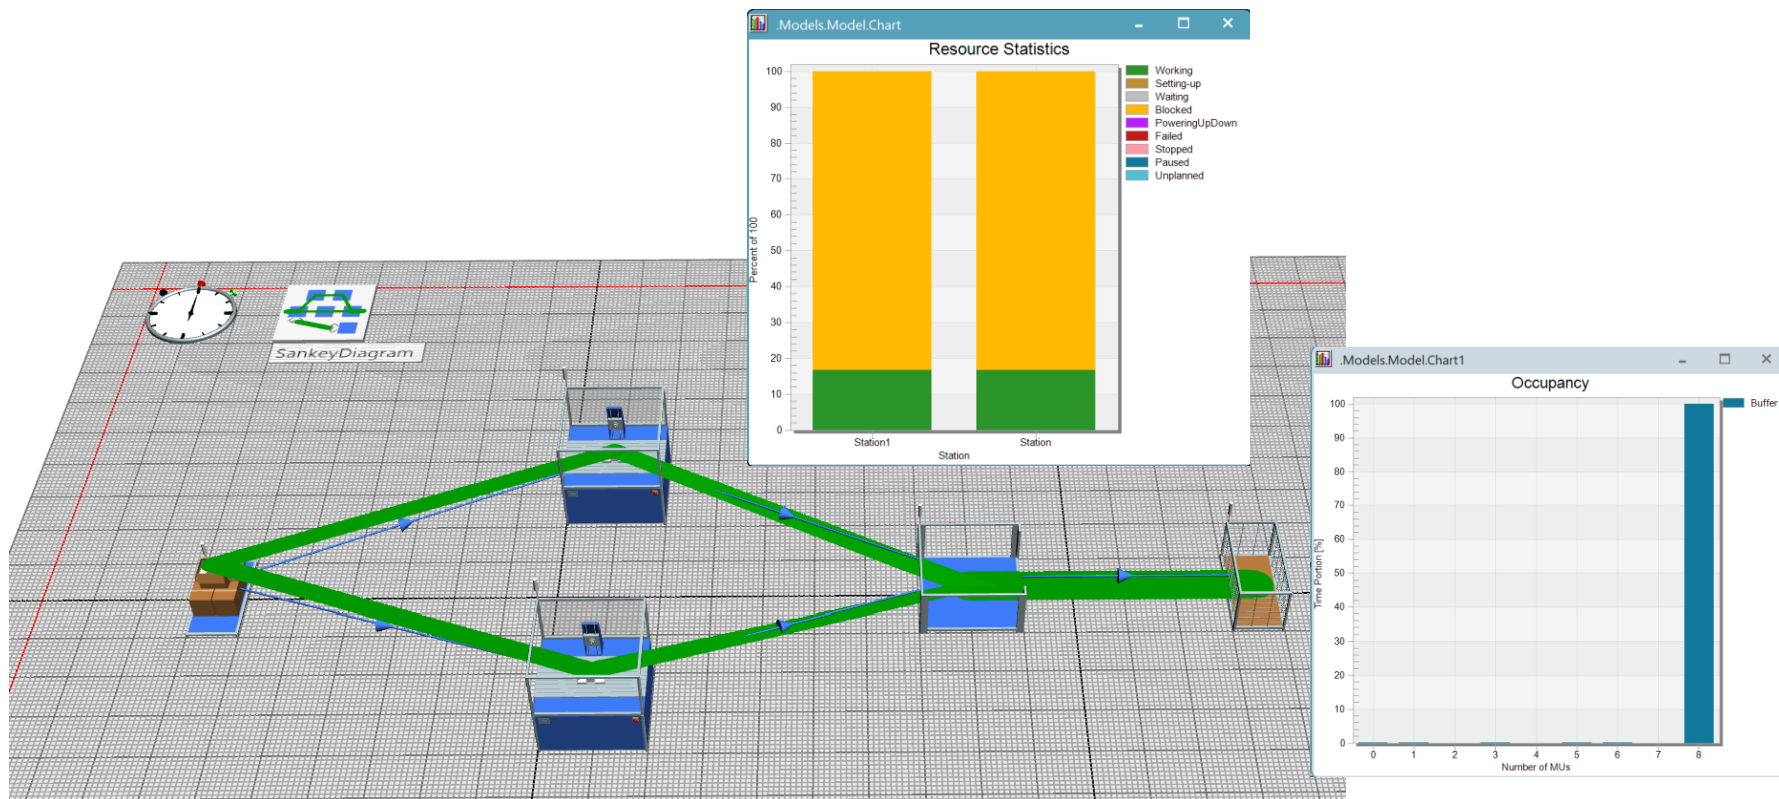 .Models.Model.Chart
Resource Statistics
100
90
80
70
60
50
40
30
20
10
0
Percent of 100
Station1
Station
Station
Working
Setting-up
Waiting
Blocked
PoweringUpDown
Failed
Stopped
Paused
Unplanned
SankeyDiagram
.Models.Model.Chart1
Occupancy
100
90
80
70
60
50
40
30
20
10
0
Time Portion [%]
0 1 2 3 4 5 6 7 8
Number of MUs
Buffer